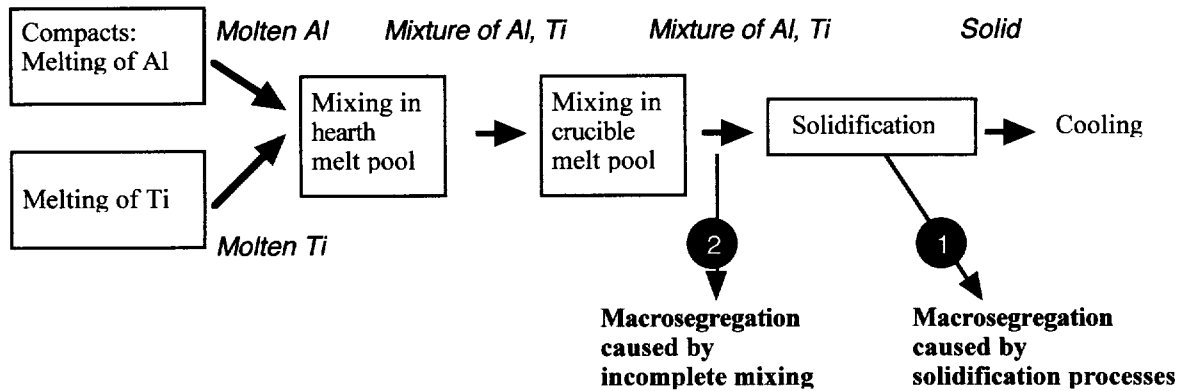 Compacts:
Melting of Al
Molten Al
Mixture of Al, Ti
Mixture of Al, Ti
Solid
Mixing in
hearth
melt pool
Mixing in
crucible
melt pool
Solidification
Cooling
Melting of Ti
Molten Ti
2
1
Macrosegregation
caused by
incomplete mixing
Macrosegregation
caused by
solidification processes